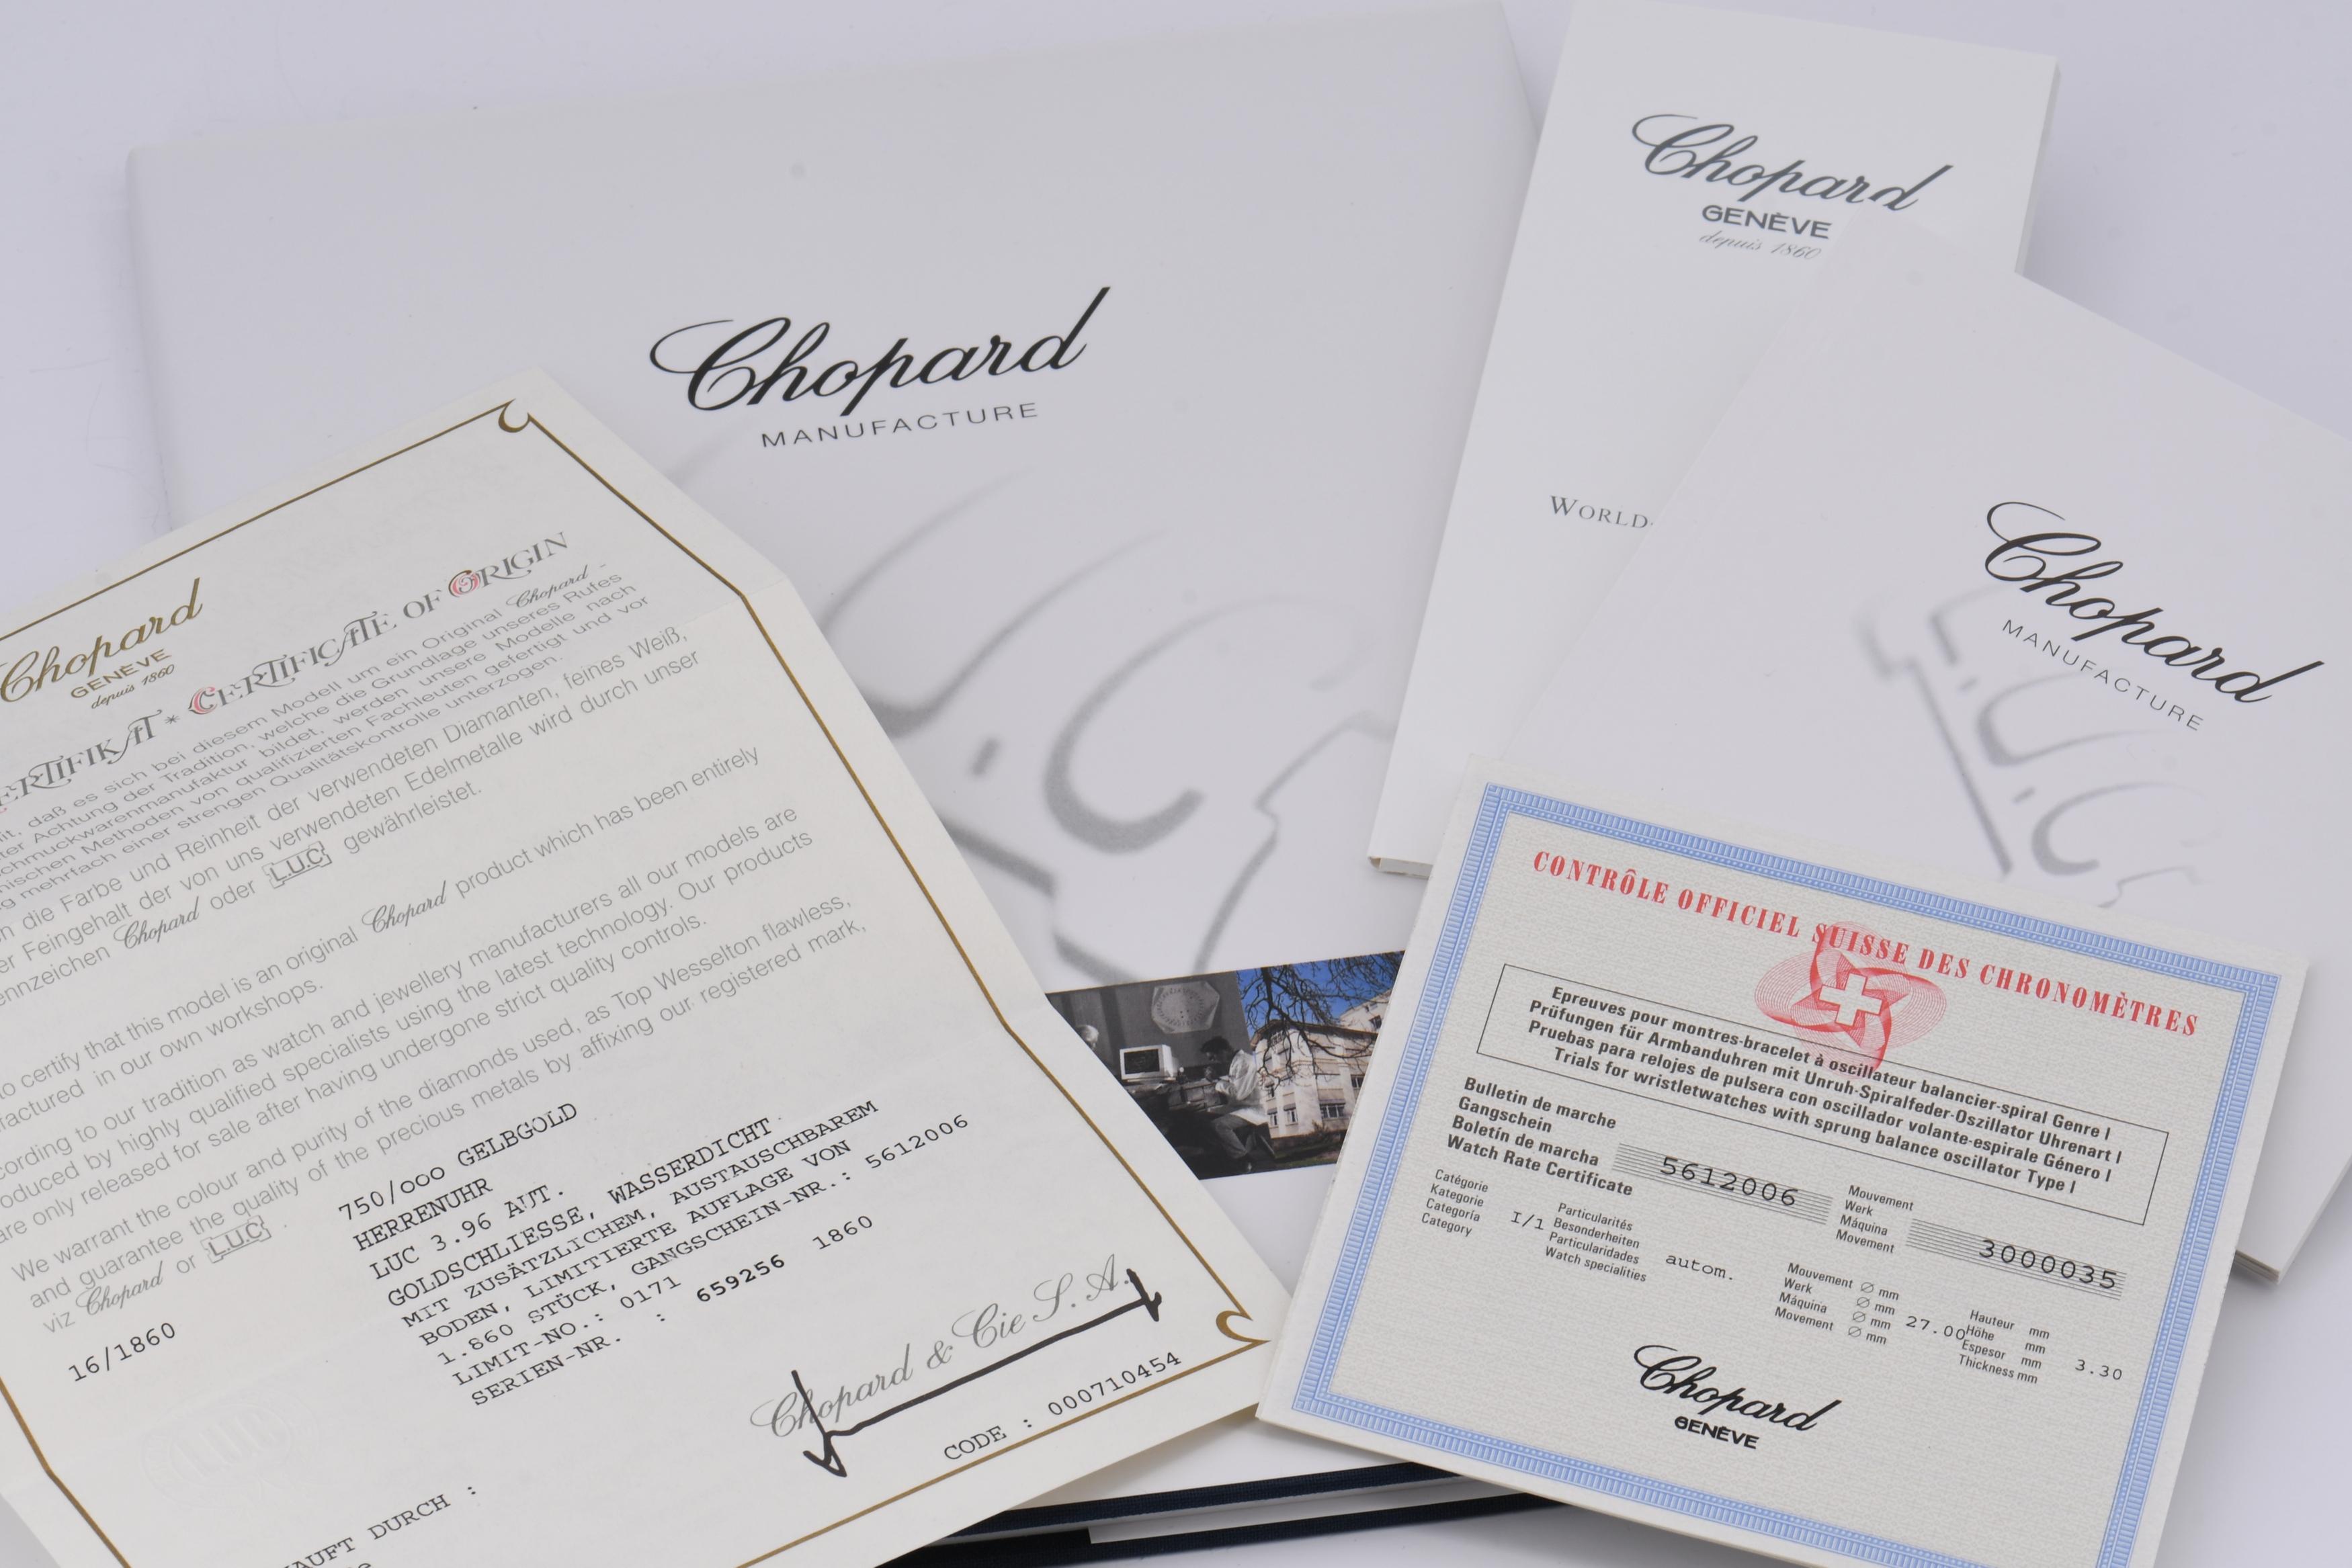 Chopard
MANUFACTURE
Chopard
GENÈVE
depuis 1860
WORLD-
Chopard
MANUFACTURE
L.U.C
Chopard
GENÈVE
depuis 1860
ERTIFIKAT * CERTIFICATE OF ORIGIN
daß es sich bei diesem Modell um ein Original Chopard -
Achtung der Tradition, welche die Grundlage unseres Rufes
chmuckwarenmanufaktur bildet, werden unsere Modelle nach
nischen Methoden von qualifizierten Fachleuten gefertigt und vor
g mehrfach einer strengen Qualitätskontrolle unterzogen.
n die Farbe und Reinheit der verwendeten Diamanten, feines Weiß,
er Feingehalt der von uns verwendeten Edelmetalle wird durch unser
ennzeichen Chopard oder L.U.C gewährleistet.
to certify that this model is an original Chopard product which has been entirely
factured in our own workshops.
cording to our tradition as watch and jewellery manufacturers all our models are
oduced by highly qualified specialists using the latest technology. Our products
are only released for sale after having undergone strict quality controls.
We warrant the colour and purity of the diamonds used, as Top Wesselton flawless,
and guarantee the quality of the precious metals by affixing our registered mark,
viz Chopard or L.U.C .
16/1860
750/ooo GELBGOLD
HERRENUHR
LUC 3.96 AUT.
GOLDSCHLIESSE, WASSERDICHT
MIT ZUSÄTZLICHEM, AUSTAUSCHBAREM
BODEN, LIMITIERTE AUFLAGE VON
1.860 STÜCK, GANGSCHEIN-NR.: 5612006
LIMIT-NO.: 0171 1860
SERIEN-NR. : 659256
Chopard & Cie S.A.
CODE : 000710454
AUFT DURCH :
CONTRÔLE OFFICIEL SUISSE DES CHRONOMÈTRES
Epreuves pour montres-bracelet à oscillateur balancier-spiral Genre I
Prüfungen für Armbanduhren mit Unruh-Spiralfeder-Oszillator Uhrenart I
Pruebas para relojes de pulsera con oscillador volante-espirale Género I
Trials for wristletwatches with sprung balance oscillator Type I
Bulletin de marche
Gangschein
Boletín de marcha
Watch Rate Certificate
5612006
Mouvement
Werk
Máquina
Movement
3000035
Catégorie
Kategorie
Categoría
Category
I/1
Particularités
Besonderheiten
Particularidades
Watch specialities
autom.
Mouvement Ø mm
Werk Ø mm
Máquina Ø mm
Movement Ø mm
27.00
Hauteur mm
Höhe mm
Espesor mm
Thickness mm
3.30
Chopard
GENÈVE